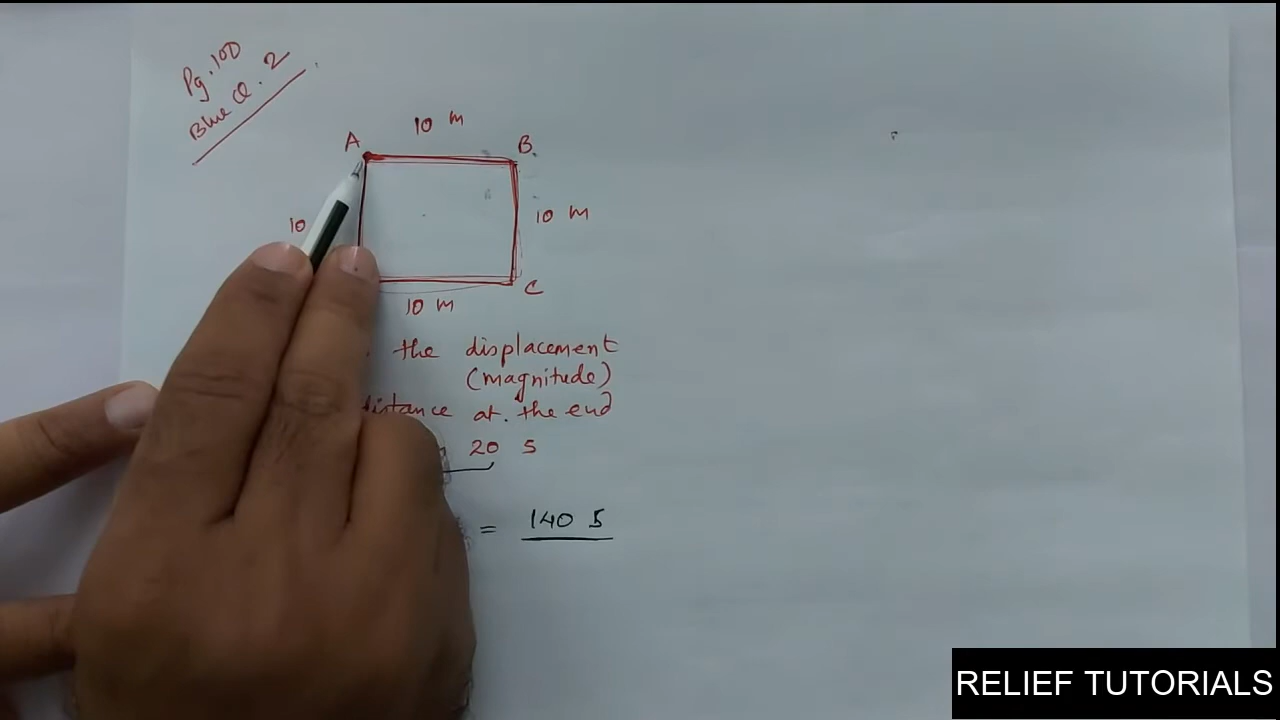 Pg. 100
Blue Q. 2
10 m
A
B
10
10 m
10 m
C
the displacement
(magnitude)
distance at the end
20 s
= 140 s
RELIEF TUTORIALS